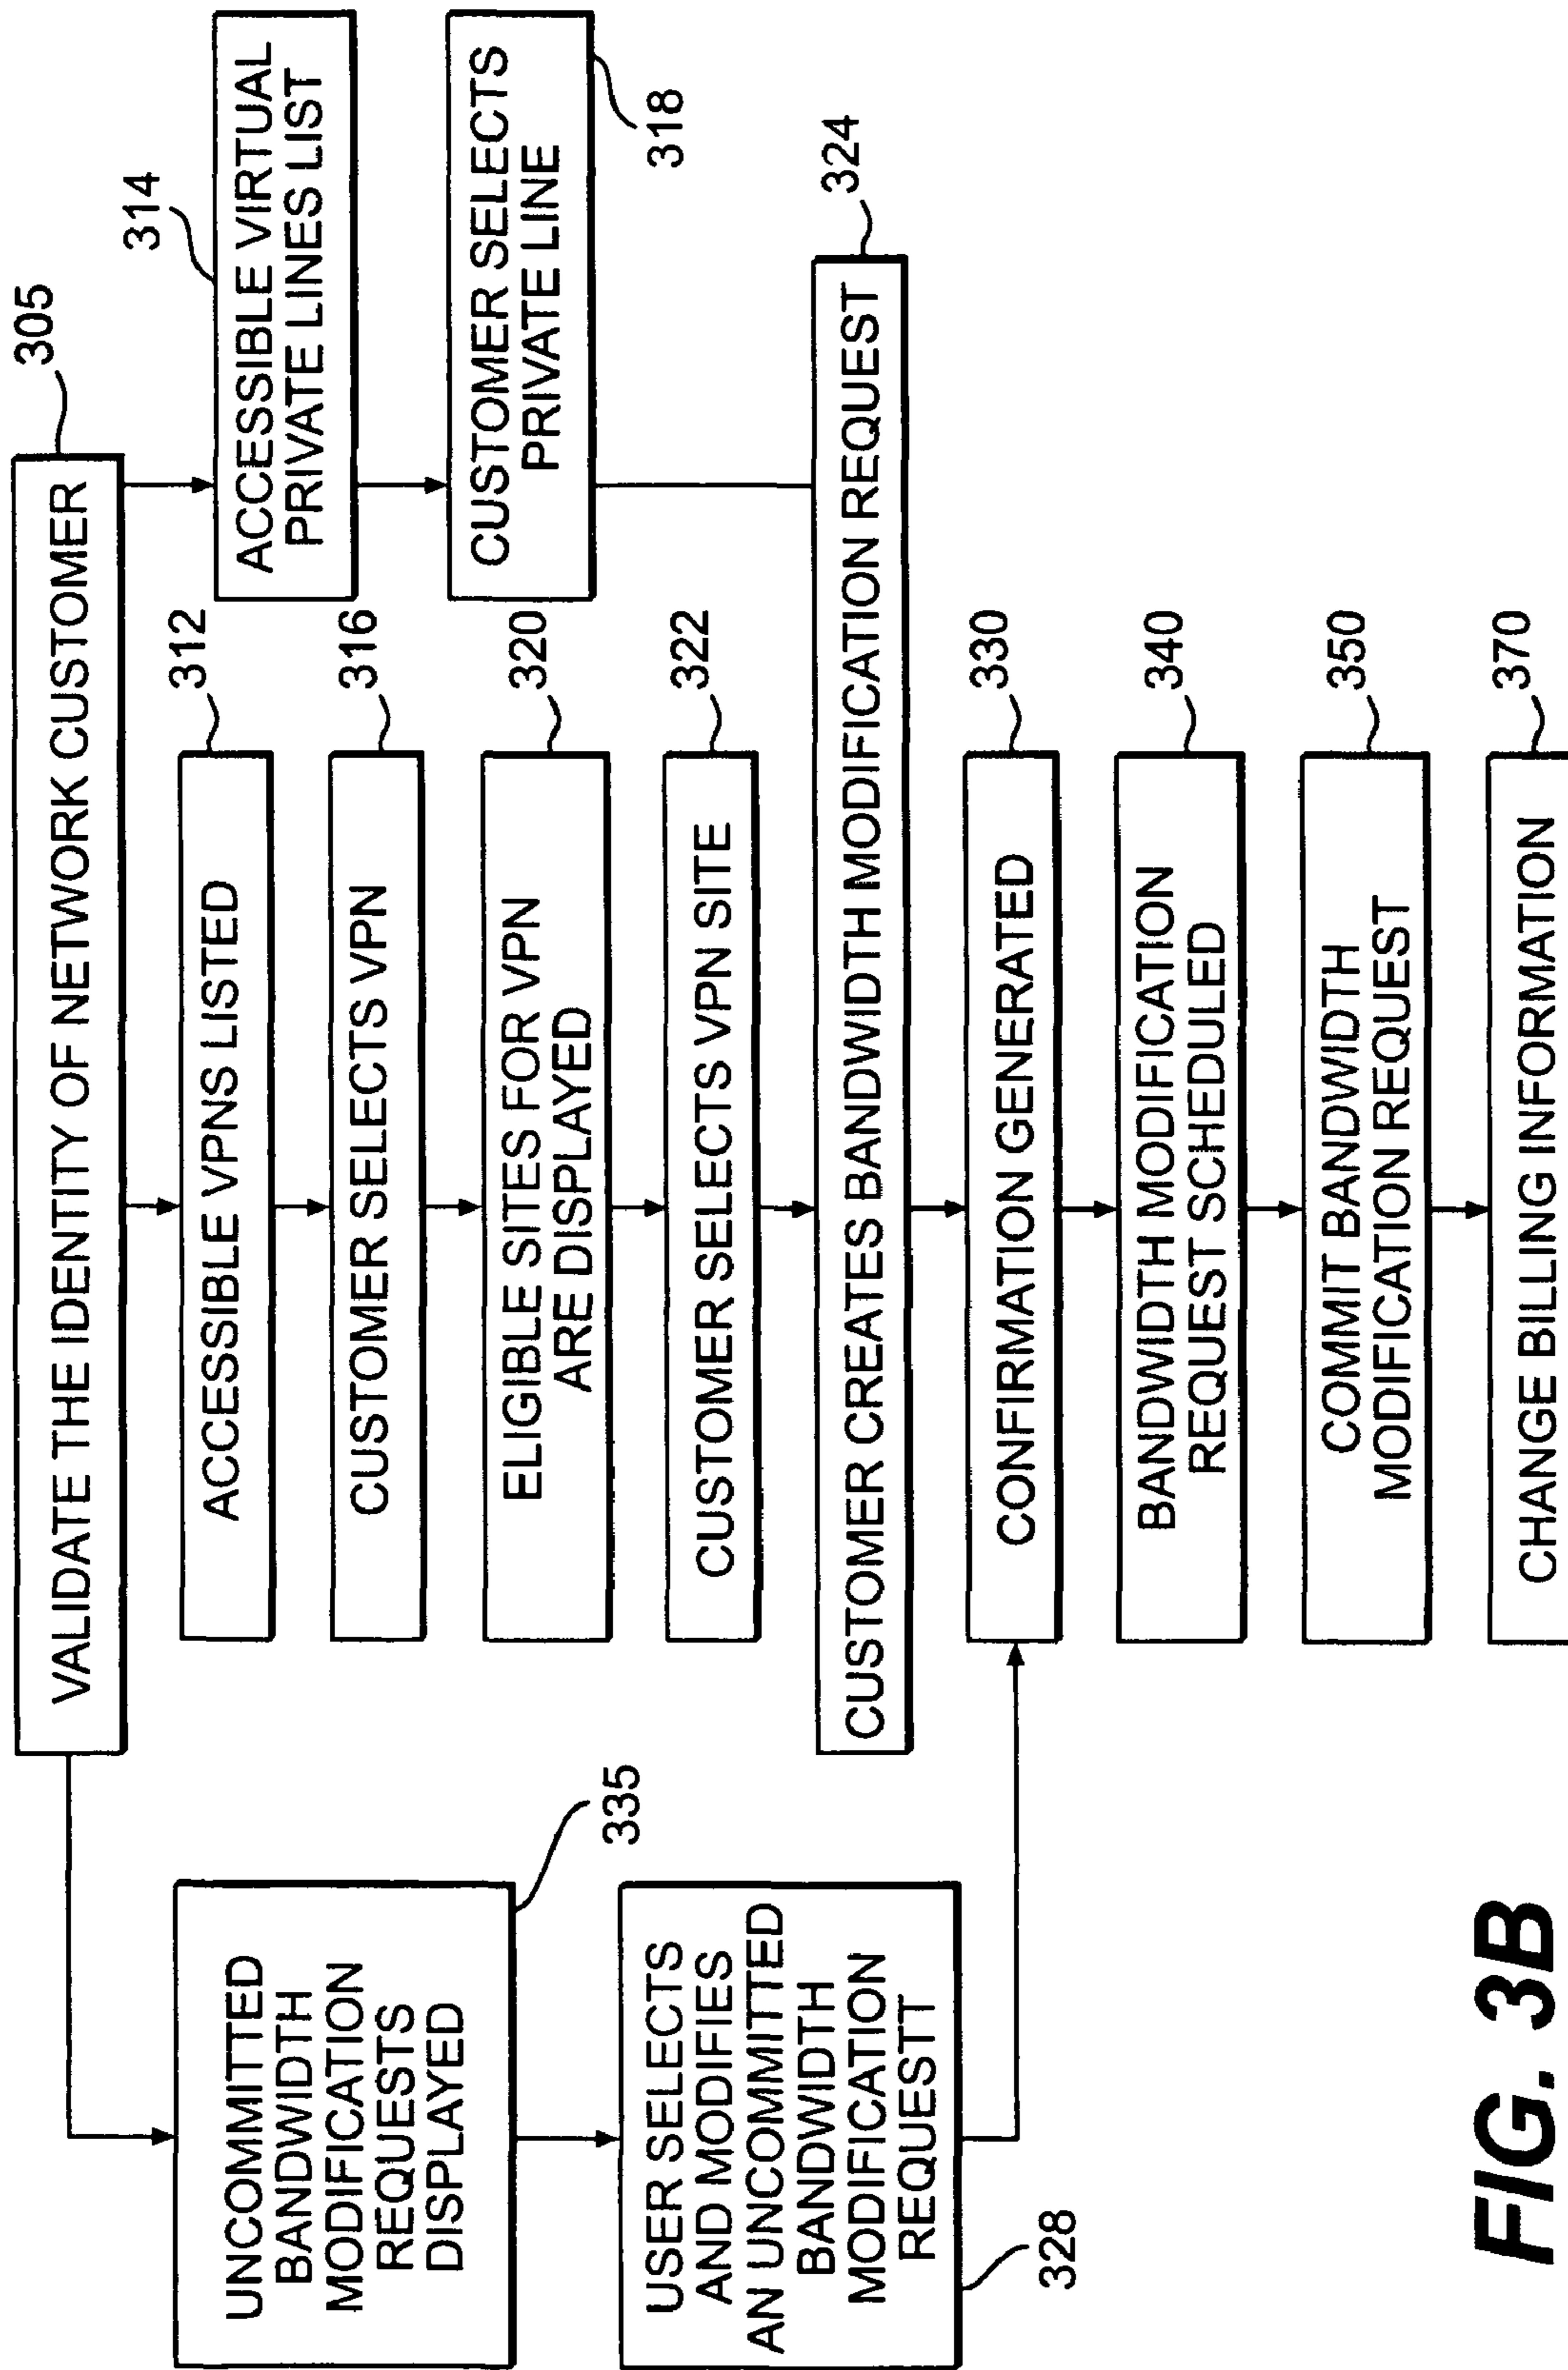 VALIDATE THE IDENTITY OF NETWORK CUSTOMER
305
UNCOMMITTED
BANDWIDTH
MODIFICATION
REQUESTS
DISPLAYED
335
USER SELECTS
AND MODIFIES
AN UNCOMMITTED
BANDWIDTH
MODIFICATION
REQUESTT
328
ACCESSIBLE VPNS LISTED
312
CUSTOMER SELECTS VPN
316
ELIGIBLE SITES FOR VPN
ARE DISPLAYED
320
CUSTOMER SELECTS VPN SITE
322
ACCESSIBLE VIRTUAL
PRIVATE LINES LIST
314
CUSTOMER SELECTS
PRIVATE LINE
318
CUSTOMER CREATES BANDWIDTH MODIFICATION REQUEST
324
CONFIRMATION GENERATED
330
BANDWIDTH MODIFICATION
REQUEST SCHEDULED
340
COMMIT BANDWIDTH
MODIFICATION REQUEST
350
CHANGE BILLING INFORMATION
370
FIG. 3B